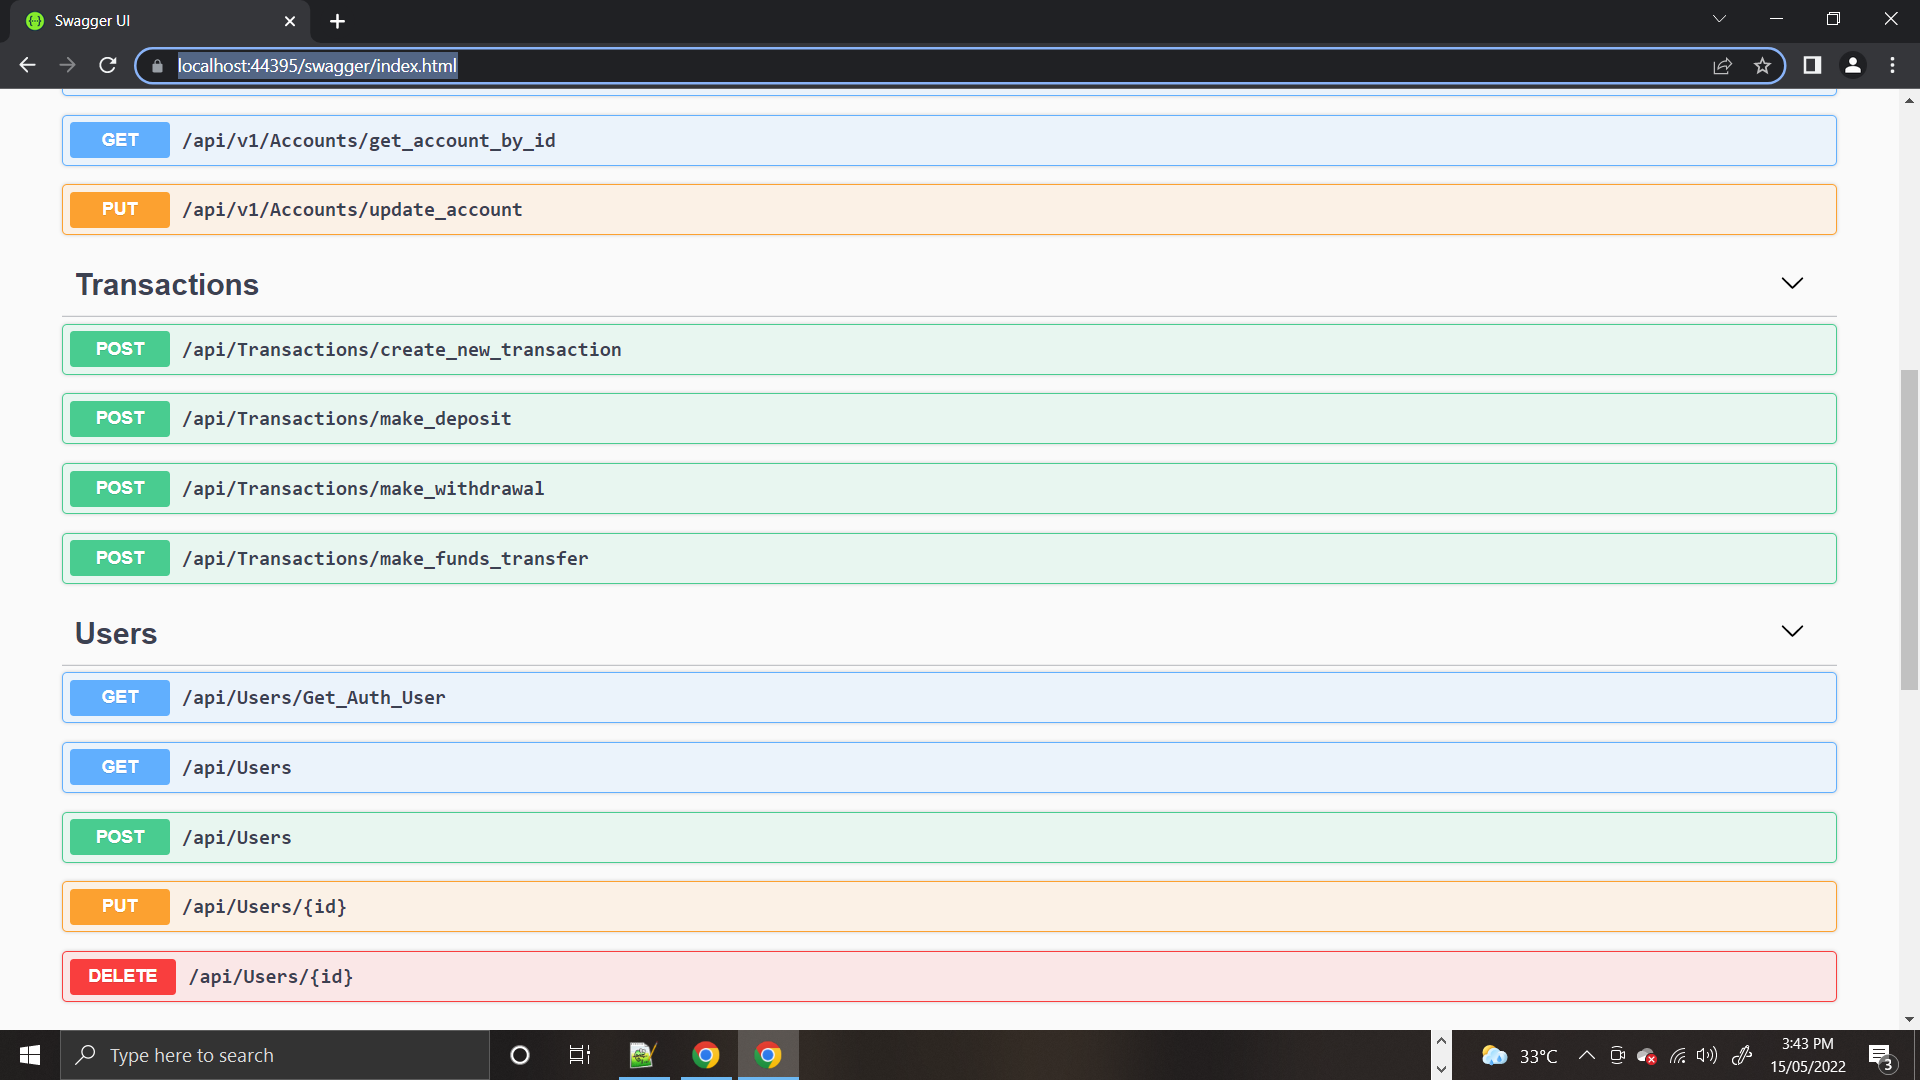 Swagger UI
localhost:44395/swagger/index.html
GET /api/v1/Accounts/get_account_by_id
PUT /api/v1/Accounts/update_account
Transactions
POST /api/Transactions/create_new_transaction
POST /api/Transactions/make_deposit
POST /api/Transactions/make_withdrawal
POST /api/Transactions/make_funds_transfer
Users
GET /api/Users/Get_Auth_User
GET /api/Users
POST /api/Users
PUT /api/Users/{id}
DELETE /api/Users/{id}
Type here to search
33°C
3:43 PM
15/05/2022
3